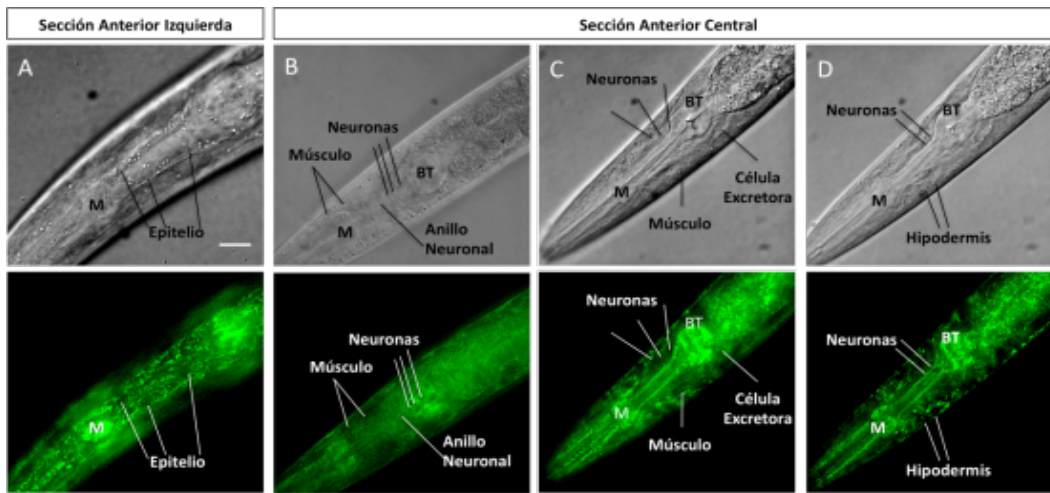 Sección Anterior Izquierda
Sección Anterior Central
A
M
Epitelio
B
Neuronas
Músculo
BT
M
Anillo
Neuronal
C
Neuronas
BT
M
Célula
Excretora
Músculo
D
Neuronas
BT
M
Hipodermis
M
Epitelio
Neuronas
Músculo
Anillo
Neuronal
Neuronas
BT
M
Célula
Excretora
Músculo
Neuronas
BT
M
Hipodermis